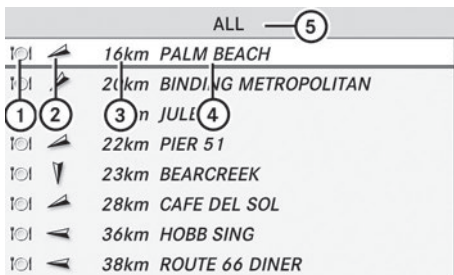 ALL 5
16km PALM BEACH
km BINDING METROPOLITAN
1 2 3 4
22km PIER 51
23km BEARCREEK
28km CAFE DEL SOL
36km HOBB SING
38km ROUTE 66 DINER